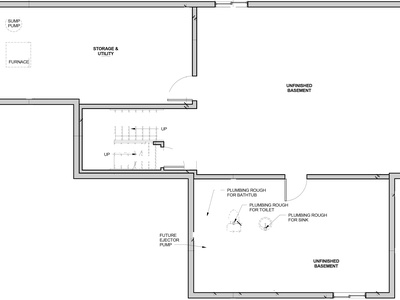 SUMP
PUMP
FURNACE
STORAGE &
UTILITY
UNFINISHED
BASEMENT
UP
UP
PLUMBING ROUGH
FOR BATHTUB
PLUMBING ROUGH
FOR TOILET
PLUMBING ROUGH
FOR SINK
FUTURE
EJECTOR
PUMP
UNFINISHED
BASEMENT